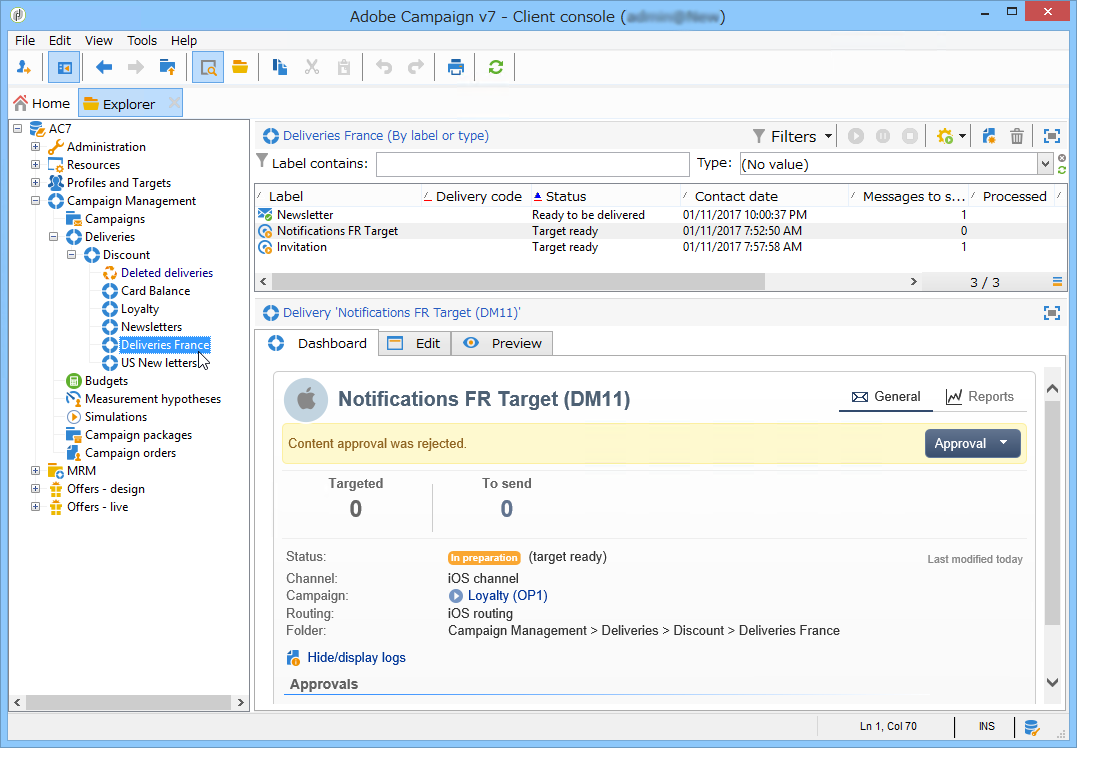 Adobe Campaign v7 - Client console (          )
File Edit View Tools Help
Home Explorer
AC7
Administration
Resources
Profiles and Targets
Campaign Management
Campaigns
Deliveries
Discount
Deleted deliveries
Card Balance
Loyalty
Newsletters
Deliveries France
US New letters
Budgets
Measurement hypotheses
Simulations
Campaign packages
Campaign orders
MRM
Offers - design
Offers - live
Deliveries France (By label or type) Filters
Label contains: Type: (No value)
Label Delivery code Status Contact date Messages to s... Processed
Newsletter Ready to be delivered 01/11/2017 10:00:37 PM 1
Notifications FR Target Target ready 01/11/2017 7:52:50 AM 0
Invitation Target ready 01/11/2017 7:57:58 AM 1
3 / 3
Delivery 'Notifications FR Target (DM11)'
Dashboard Edit Preview
Notifications FR Target (DM11) General Reports
Content approval was rejected. Approval
Targeted To send
0 0
Status: In preparation (target ready) Last modified today
Channel: iOS channel
Campaign: Loyalty (OP1)
Routing: iOS routing
Folder: Campaign Management > Deliveries > Discount > Deliveries France
Hide/display logs
Approvals
Ln 1, Col 70 INS